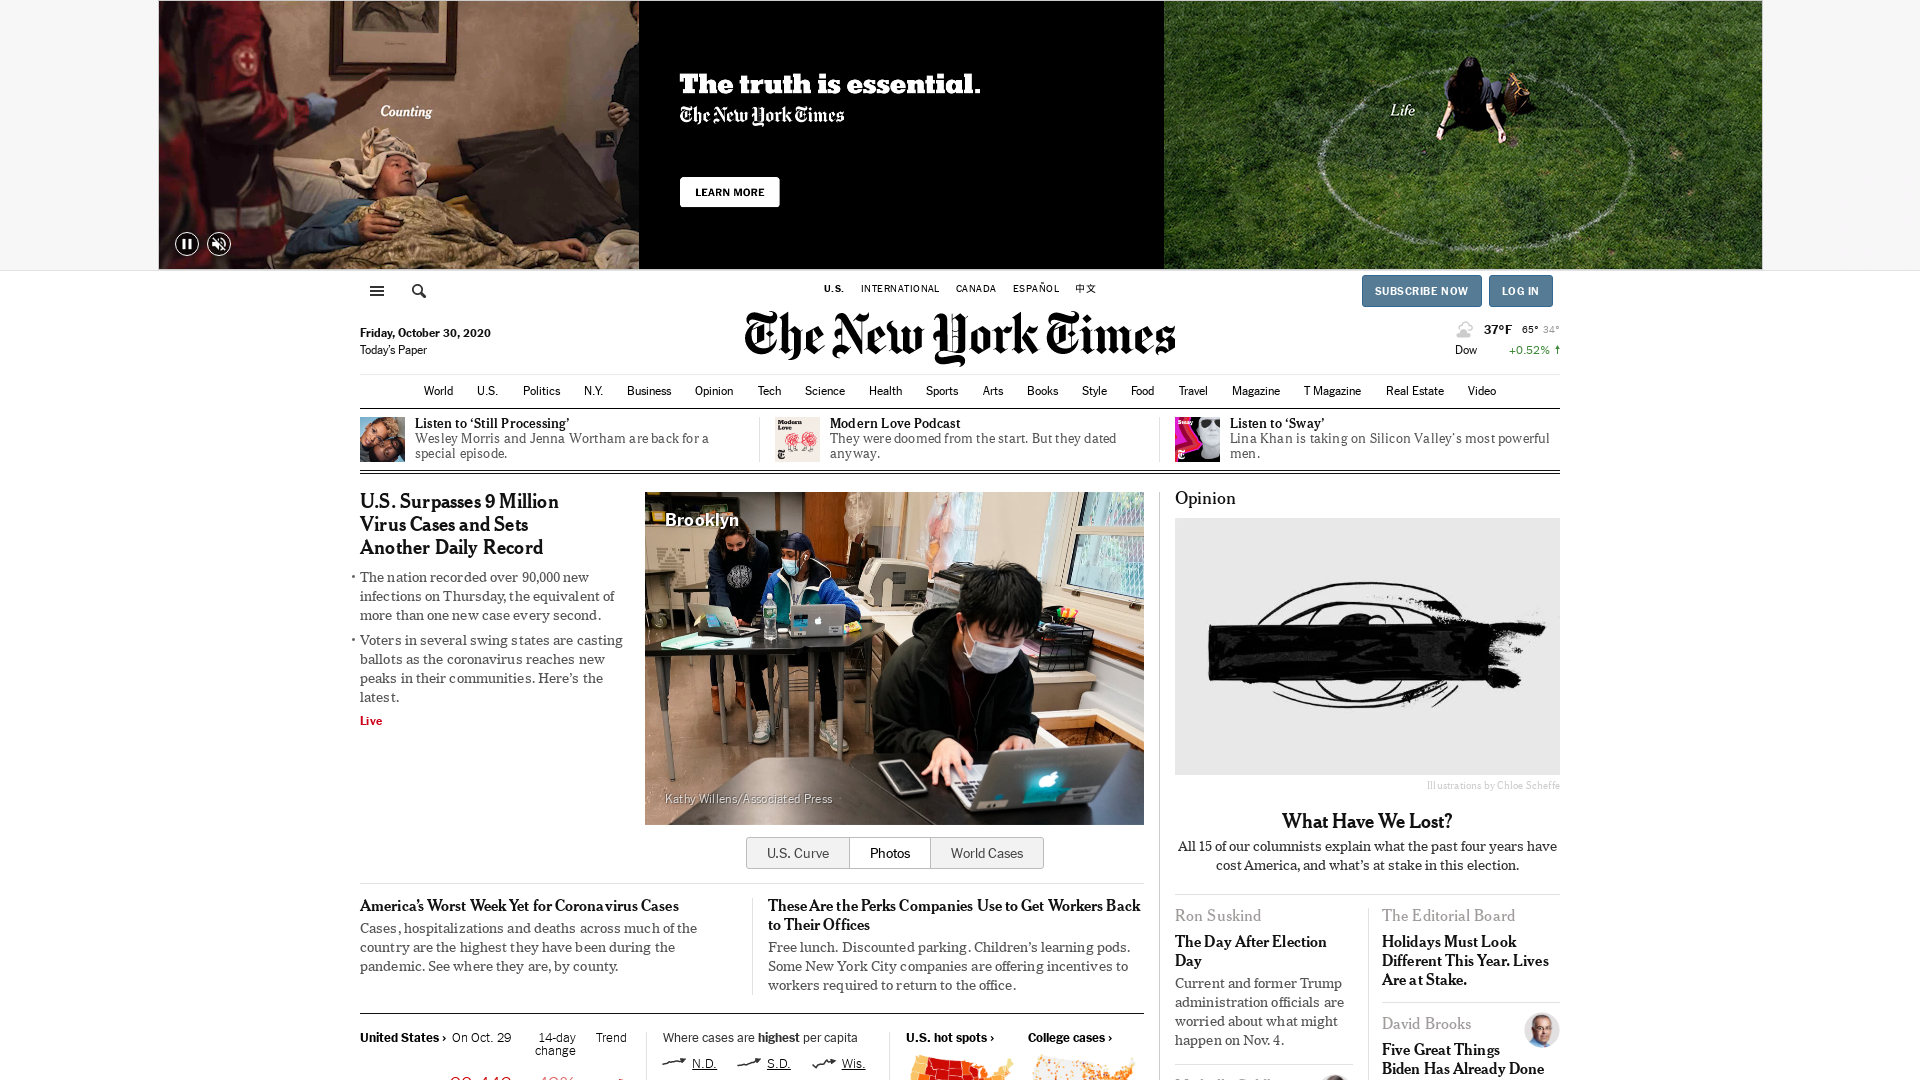 Counting
The truth is essential.
The New York Times
LEARN MORE
Life
U.S. INTERNATIONAL CANADA ESPAÑOL 中文
SUBSCRIBE NOW LOG IN
Friday, October 30, 2020
Today's Paper
The New York Times
37°F 65° 34°
Dow +0.52% ↑
World U.S. Politics N.Y. Business Opinion Tech Science Health Sports Arts Books Style Food Travel Magazine T Magazine Real Estate Video
Listen to ‘Still Processing’
Wesley Morris and Jenna Wortham are back for a
special episode.
Modern Love Podcast
They were doomed from the start. But they dated
anyway.
Listen to ‘Sway’
Lina Khan is taking on Silicon Valley’s most powerful
men.
U.S. Surpasses 9 Million
Virus Cases and Sets
Another Daily Record
• The nation recorded over 90,000 new
infections on Thursday, the equivalent of
more than one new case every second.
• Voters in several swing states are casting
ballots as the coronavirus reaches new
peaks in their communities. Here’s the
latest.
Live
Brooklyn
Kathy Willens/Associated Press
U.S. Curve Photos World Cases
America’s Worst Week Yet for Coronavirus Cases
Cases, hospitalizations and deaths across much of the
country are the highest they have been during the
pandemic. See where they are, by county.
These Are the Perks Companies Use to Get Workers Back
to Their Offices
Free lunch. Discounted parking. Children’s learning pods.
Some New York City companies are offering incentives to
workers required to return to the office.
United States › On Oct. 29 14-day
change Trend
Where cases are highest per capita
N.D. S.D. Wis.
U.S. hot spots › College cases ›
Opinion
Illustrations by Chloe Scheffe
What Have We Lost?
All 15 of our columnists explain what the past four years have
cost America, and what’s at stake in this election.
Ron Suskind
The Day After Election
Day
Current and former Trump
administration officials are
worried about what might
happen on Nov. 4.
The Editorial Board
Holidays Must Look
Different This Year. Lives
Are at Stake.
David Brooks
Five Great Things
Biden Has Already Done